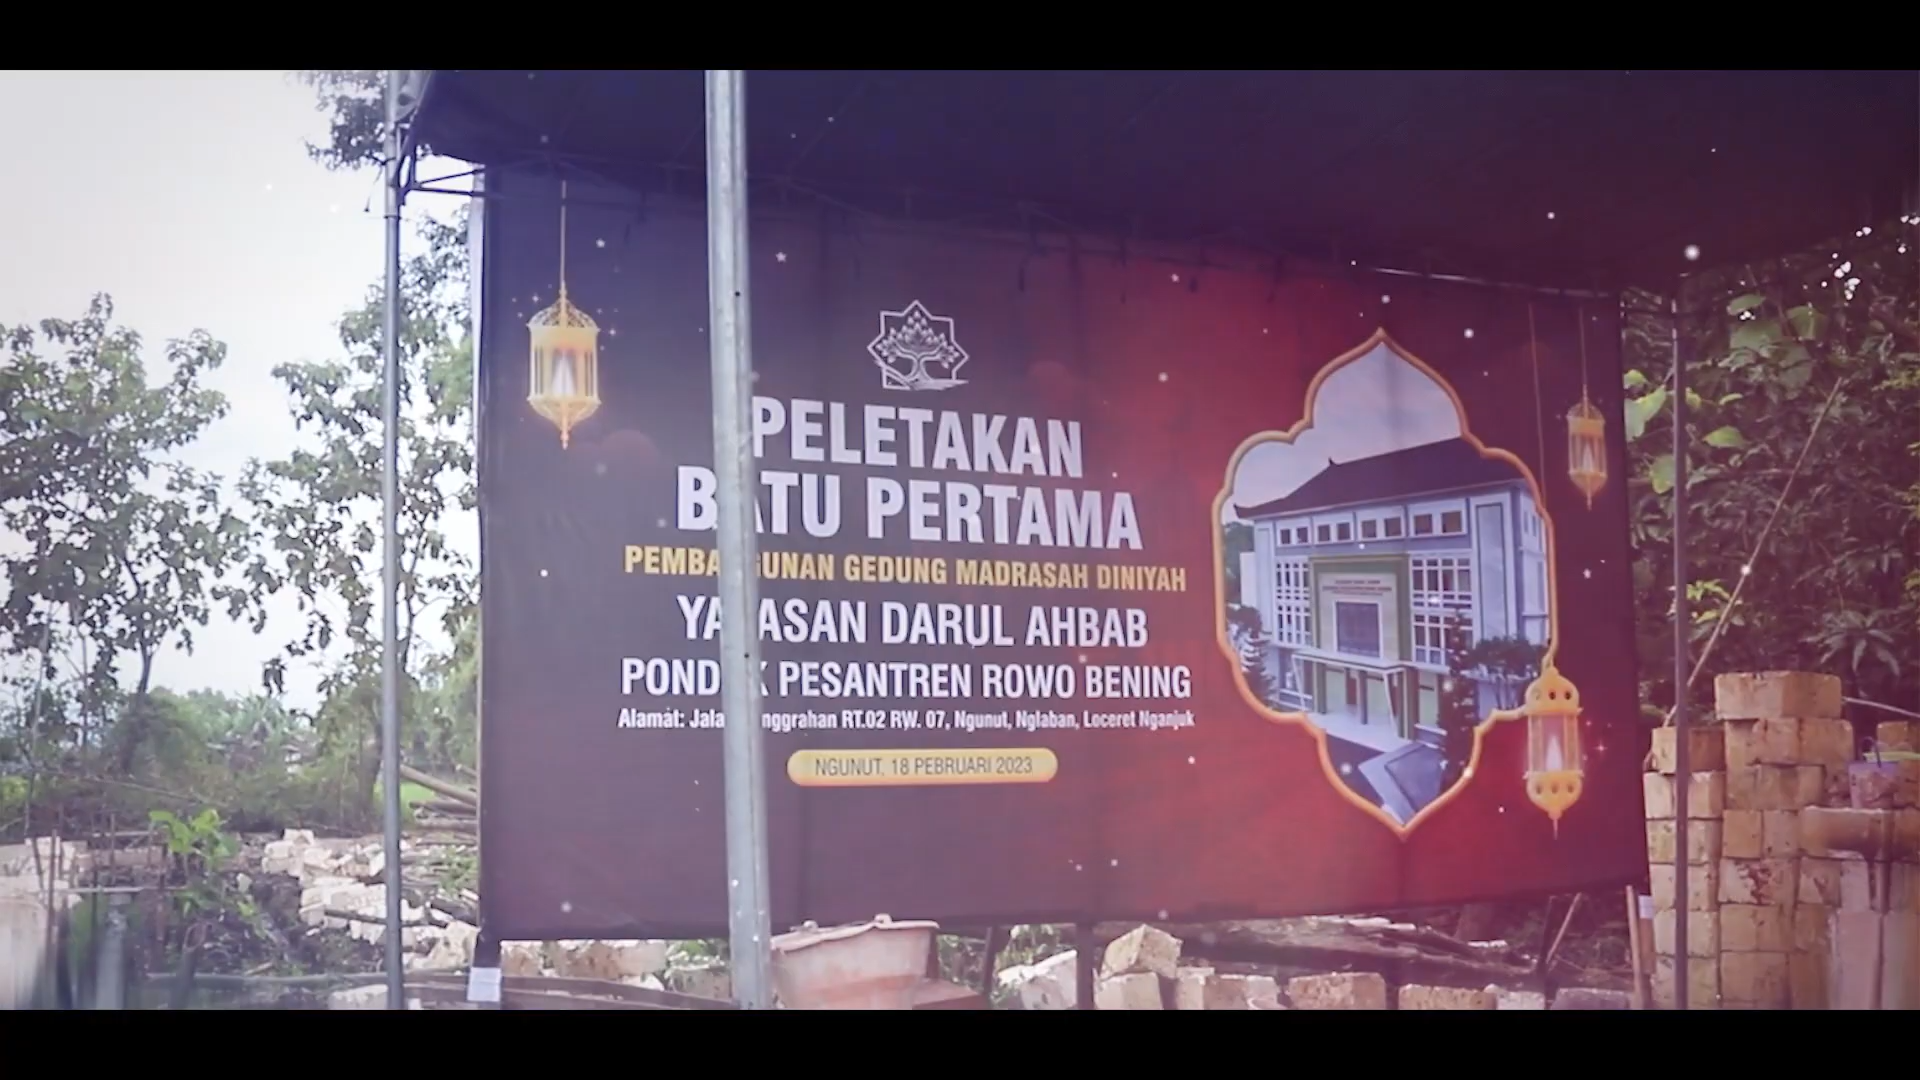 PELETAKAN
BATU PERTAMA
PEMBANGUNAN GEDUNG MADRASAH DINIYAH
YAYASAN DARUL AHBAB
PONDOK PESANTREN ROWO BENING
Alamat: RT.02 RW. 07, Ngunut, Nglaban, Loceret Nganjuk
NGUNUT, 18 PEBRUARI 2023